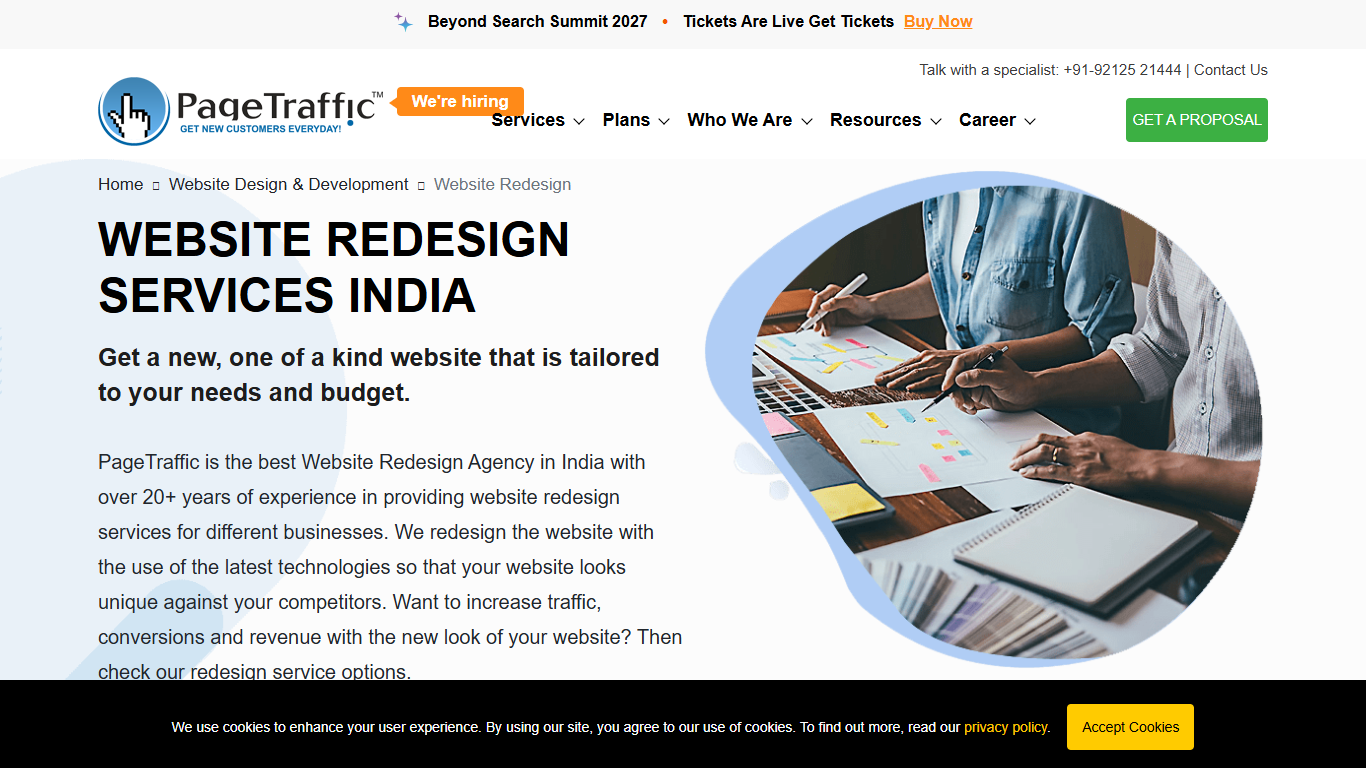 Beyond Search Summit 2027 • Tickets Are Live Get Tickets Buy Now
Talk with a specialist: +91-92125 21444 | Contact Us
PageTraffic™
GET NEW CUSTOMERS EVERYDAY!
We're hiring
Services Plans Who We Are Resources Career
GET A PROPOSAL
Home Website Design & Development Website Redesign
WEBSITE REDESIGN
SERVICES INDIA
Get a new, one of a kind website that is tailored
to your needs and budget.
PageTraffic is the best Website Redesign Agency in India with
over 20+ years of experience in providing website redesign
services for different businesses. We redesign the website with
the use of the latest technologies so that your website looks
unique against your competitors. Want to increase traffic,
conversions and revenue with the new look of your website? Then
check our redesign service options.
We use cookies to enhance your user experience. By using our site, you agree to our use of cookies. To find out more, read our privacy policy.
Accept Cookies